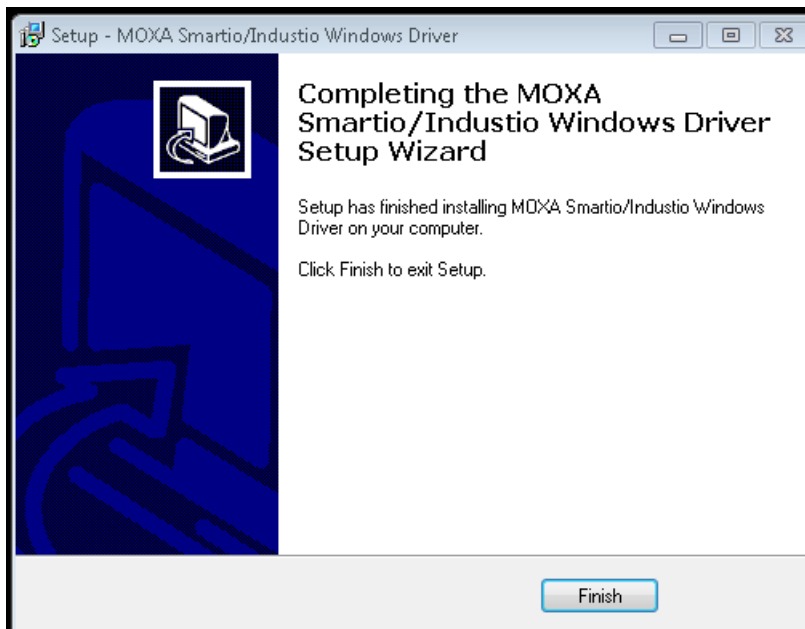 Setup - MOXA Smartio/Industio Windows Driver
Completing the MOXA
Smartio/Industio Windows Driver
Setup Wizard
Setup has finished installing MOXA Smartio/Industio Windows
Driver on your computer.
Click Finish to exit Setup.
Finish